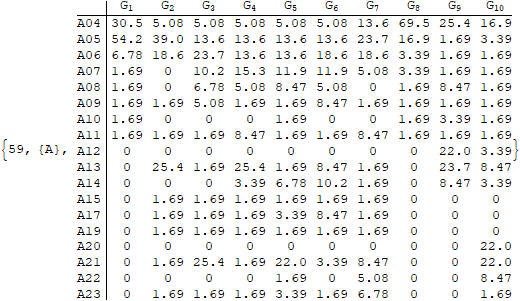 G1 G2 G3 G4 G5 G6 G7 G8 G9 G10
A04 30.5 5.08 5.08 5.08 5.08 5.08 13.6 69.5 25.4 16.9
A05 54.2 39.0 13.6 13.6 13.6 13.6 23.7 16.9 1.69 3.39
A06 6.78 18.6 23.7 13.6 13.6 18.6 18.6 3.39 1.69 1.69
A07 1.69 0 10.2 15.3 11.9 11.9 5.08 3.39 1.69 1.69
A08 1.69 0 6.78 5.08 8.47 5.08 0 1.69 8.47 1.69
A09 1.69 1.69 5.08 1.69 1.69 8.47 1.69 1.69 1.69 1.69
A10 1.69 0 0 0 1.69 0 0 1.69 3.39 1.69
A11 1.69 1.69 1.69 8.47 1.69 1.69 8.47 1.69 1.69 1.69
{59, {A}, A12 0 0 0 0 0 0 0 0 22.0 3.39
A13 0 25.4 1.69 25.4 1.69 8.47 1.69 0 23.7 8.47
A14 0 0 0 3.39 6.78 10.2 1.69 0 8.47 3.39
A15 0 1.69 1.69 1.69 1.69 1.69 1.69 0 0 0
A17 0 1.69 1.69 1.69 3.39 8.47 1.69 0 0 0
A19 0 1.69 1.69 1.69 1.69 1.69 1.69 0 0 0
A20 0 0 0 0 0 0 0 0 0 22.0
A21 0 1.69 25.4 1.69 22.0 3.39 8.47 0 0 22.0
A22 0 0 0 0 1.69 0 5.08 0 0 8.47
A23 0 1.69 1.69 1.69 3.39 1.69 6.78 0 0 1.69
}